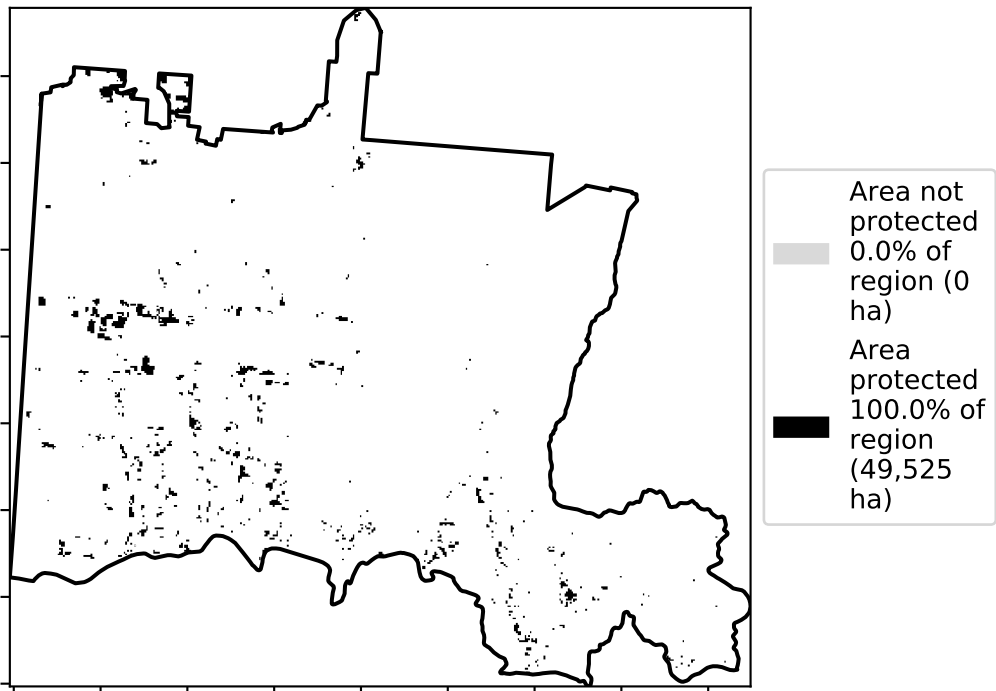 Area not
protected
0.0% of
region (0
ha)
Area
protected
100.0% of
region
(49,525
ha)